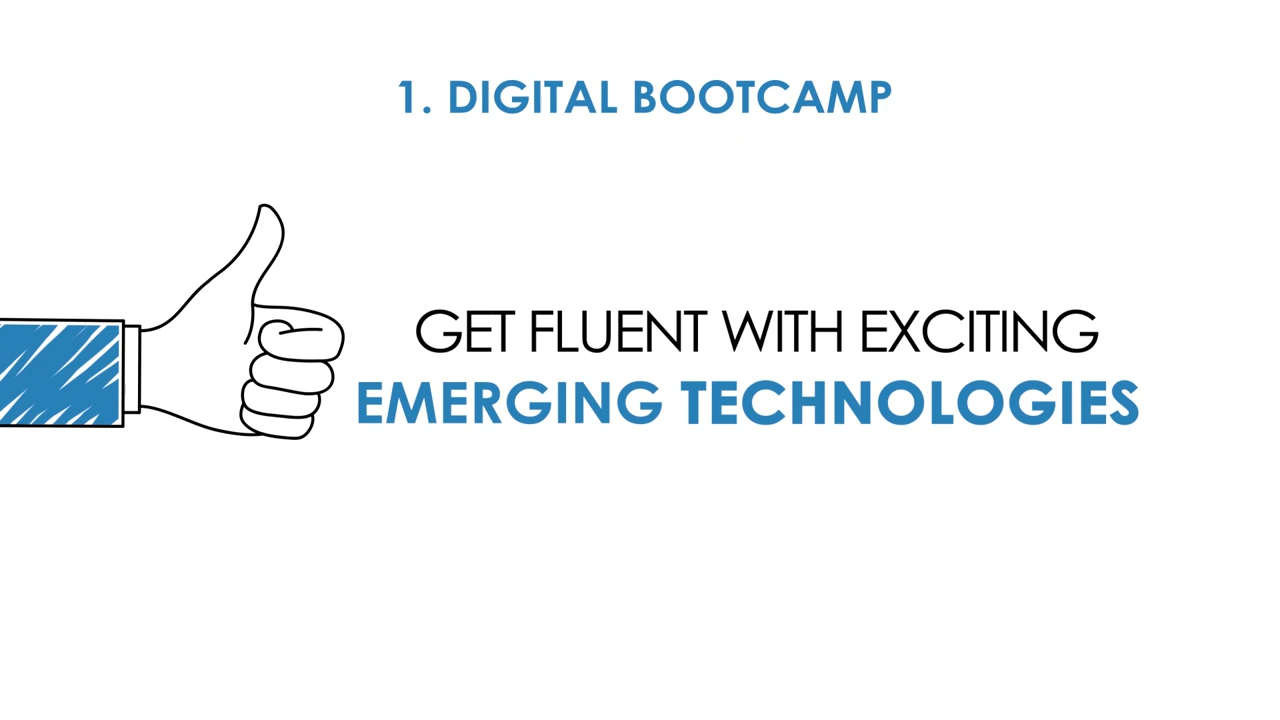 1. DIGITAL BOOTCAMP
GET FLUENT WITH EXCITING
EMERGING TECHNOLOGIES